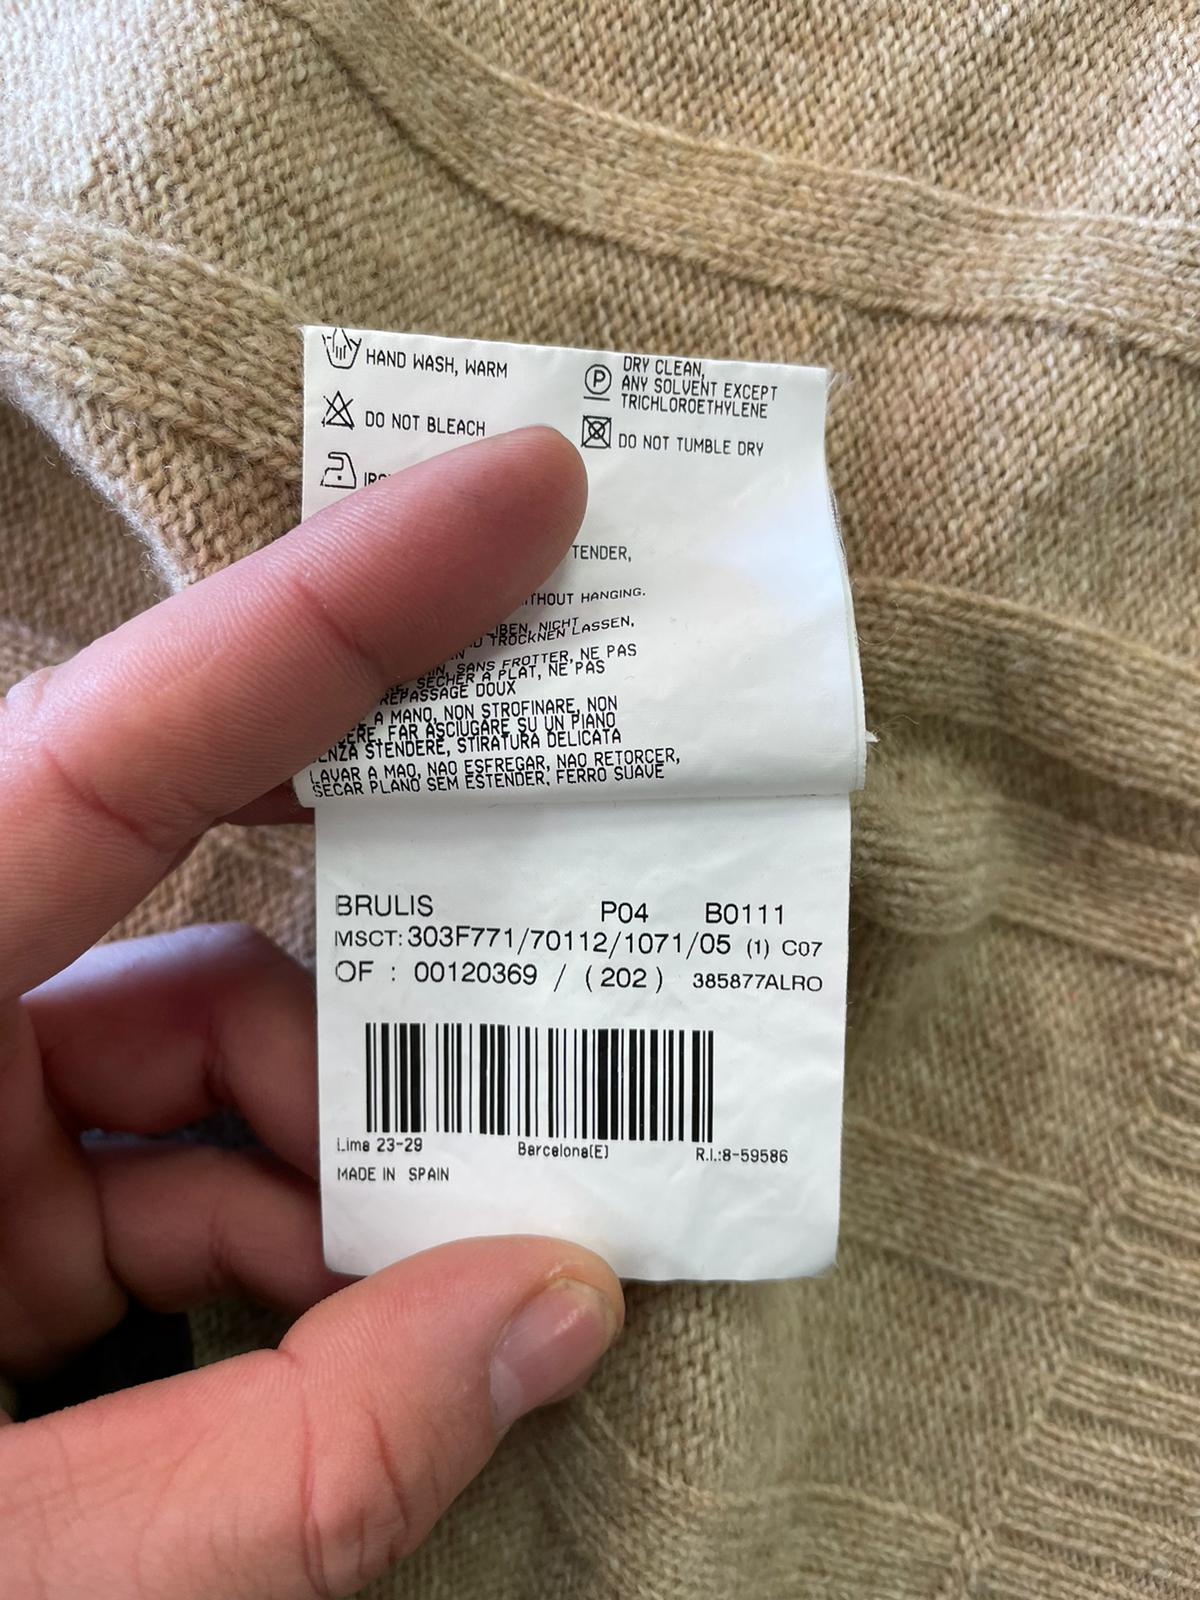 HAND WASH, WARM
DRY CLEAN,
ANY SOLVENT EXCEPT
TRICHLOROETHYLENE
DO NOT BLEACH
DO NOT TUMBLE DRY
TENDER,
HANGING.
NICHT
TROCKNEN LASSEN,
SANS FROTTER, NE PAS
SECHER A PLAT, NE PAS
REPASSAGE DOUX
A MANO, NON STROFINARE, NON
FAR ASCIUGARE SU UN PIANO
STENDERE, STIRATURA DELICATA
LAVAR A MAO, NAO ESFREGAR, NAO RETORCER,
SECAR PLANO SEM ESTENDER, FERRO SUAVE
BRULIS P04 B0111
MSCT: 303F771/70112/1071/05 (1) C07
OF : 00120369 / (202) 385877ALRO
Lima 23-29 Barcelona(E) R.I.:8-59586
MADE IN SPAIN